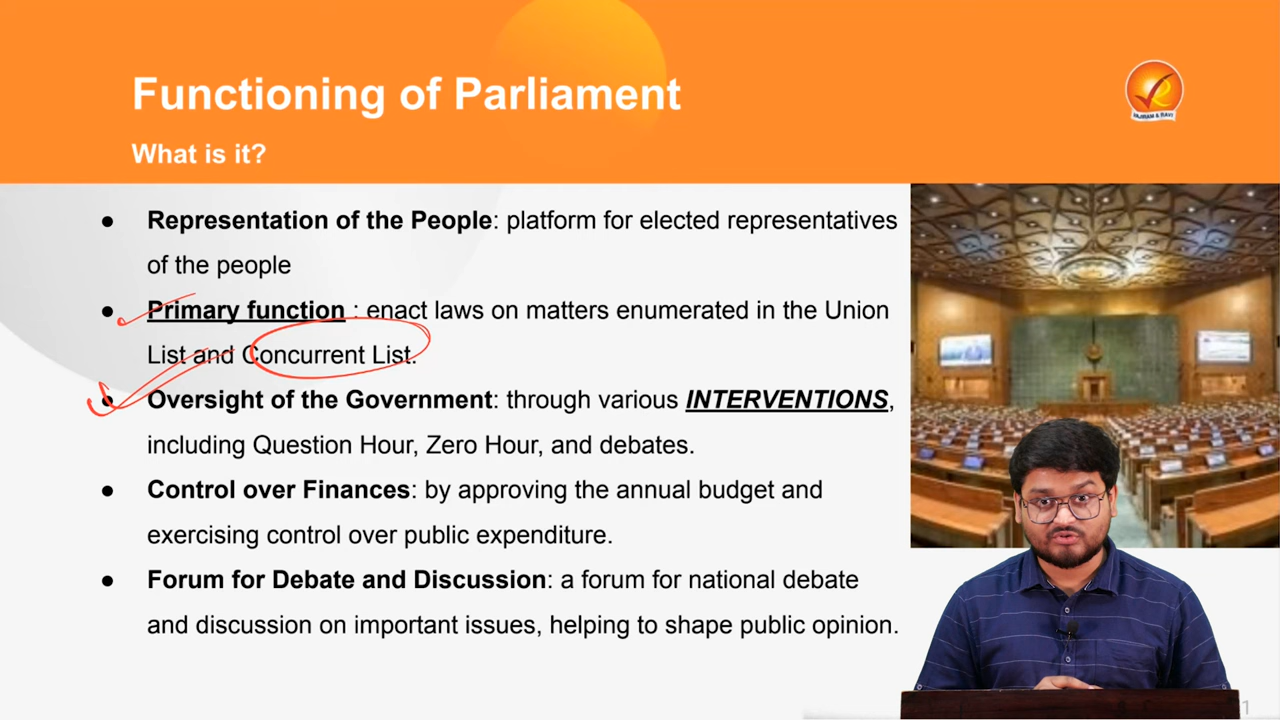 Functioning of Parliament
What is it?
VAJIRAM & RAVI
● Representation of the People: platform for elected representatives
of the people
● Primary function : enact laws on matters enumerated in the Union
List and Concurrent List.
● Oversight of the Government: through various INTERVENTIONS,
including Question Hour, Zero Hour, and debates.
● Control over Finances: by approving the annual budget and
exercising control over public expenditure.
● Forum for Debate and Discussion: a forum for national debate
and discussion on important issues, helping to shape public opinion.